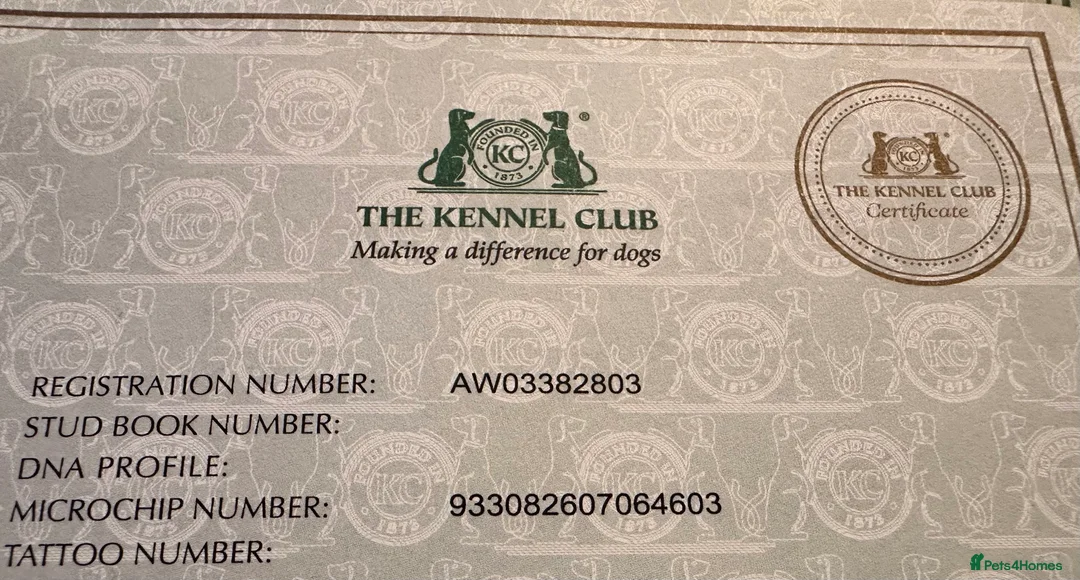 FOUNDED IN
KC
1873
®
THE KENNEL CLUB
Making a difference for dogs
KC
THE KENNEL CLUB
Certificate
REGISTRATION NUMBER: AW03382803
STUD BOOK NUMBER:
DNA PROFILE:
MICROCHIP NUMBER: 933082607064603
TATTOO NUMBER:
Pets4Homes